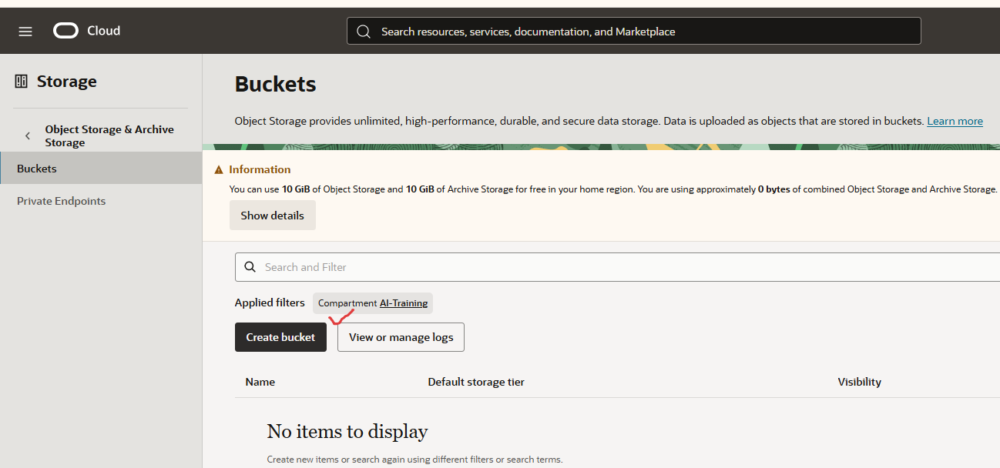 Cloud
Search resources, services, documentation, and Marketplace
Storage
Object Storage & Archive
Storage
Buckets
Private Endpoints
Buckets
Object Storage provides unlimited, high-performance, durable, and secure data storage. Data is uploaded as objects that are stored in buckets. Learn more
Information
You can use 10 GiB of Object Storage and 10 GiB of Archive Storage for free in your home region. You are using approximately 0 bytes of combined Object Storage and Archive Storage.
Show details
Search and Filter
Applied filters Compartment AI-Training
Create bucket View or manage logs
Name Default storage tier Visibility
No items to display
Create new items or search again using different filters or search terms.